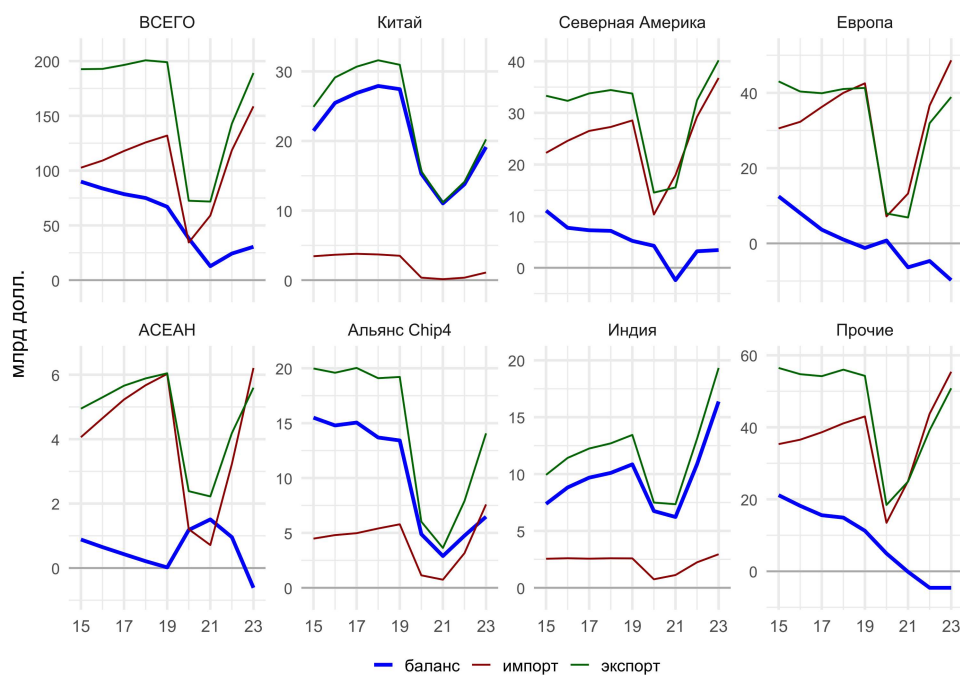 ВСЕГО
Китай
Северная Америка
Европа
200
150
100
50
0
30
20
10
0
40
30
20
10
0
40
20
0
млрд долл.
АСЕАН
Альянс Chip4
Индия
Прочие
6
4
2
0
20
15
10
5
0
20
15
10
5
0
60
40
20
0
15 17 19 21 23
15 17 19 21 23
15 17 19 21 23
15 17 19 21 23
баланс импорт экспорт